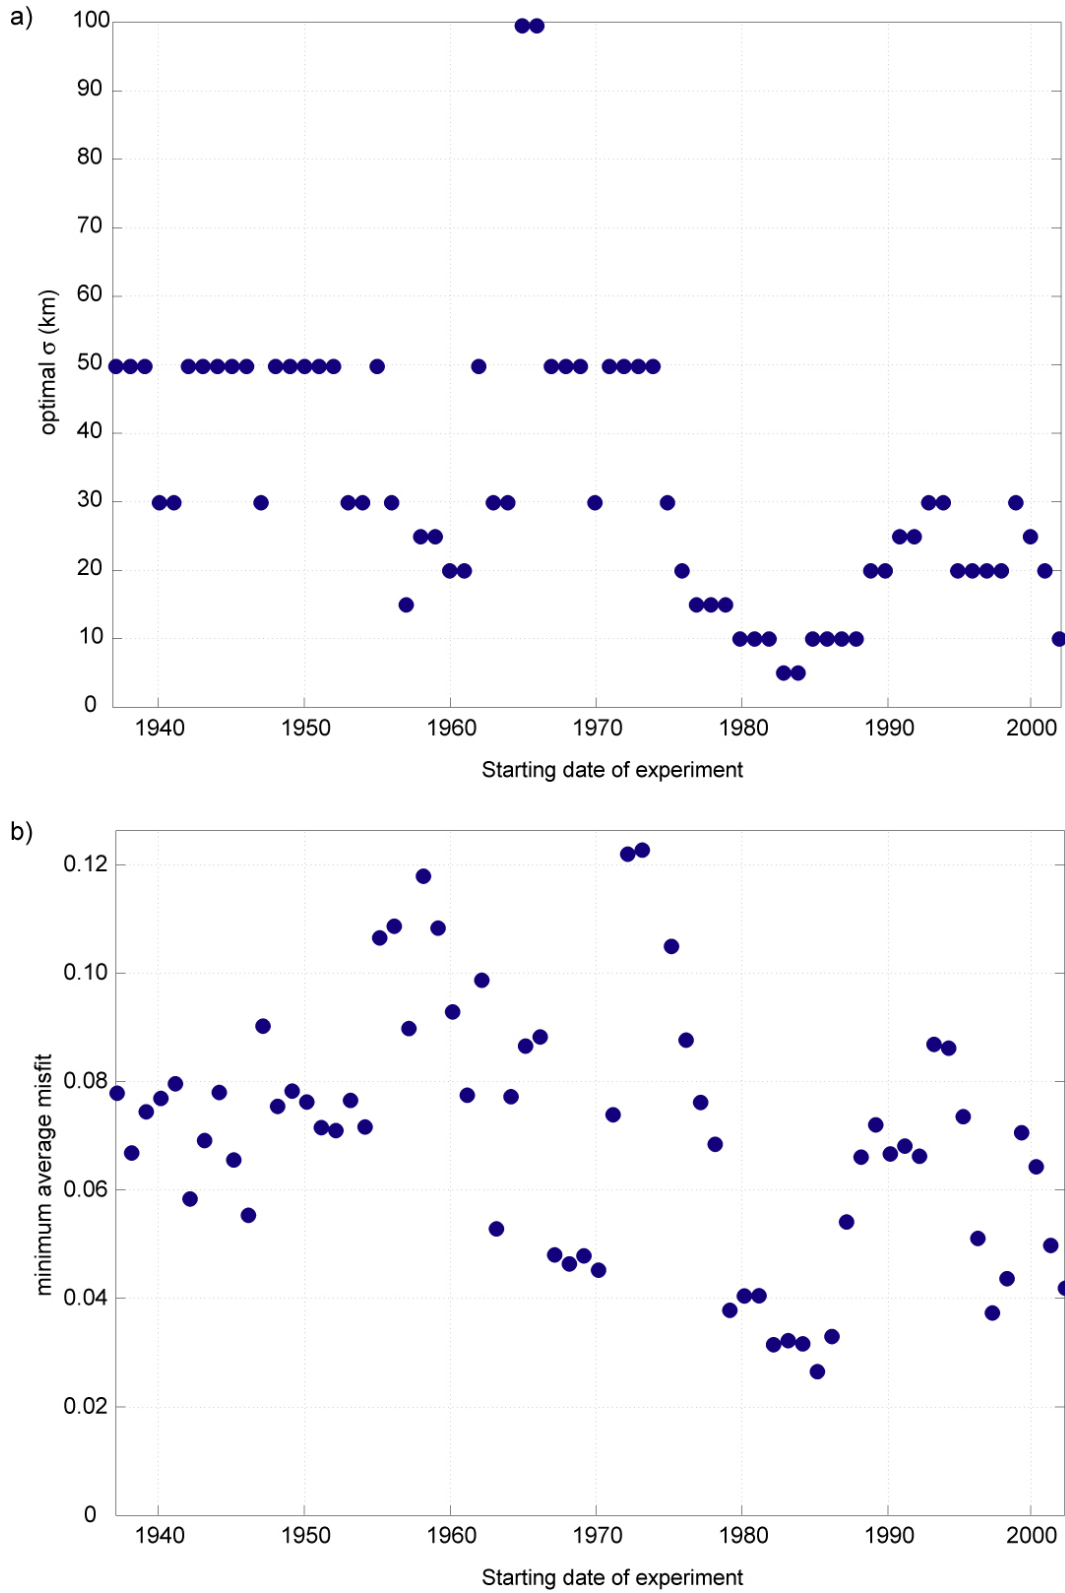 a)
100
90
80
70
60
50
40
30
20
10
0
optimal σ (km)
1940 1950 1960 1970 1980 1990 2000
Starting date of experiment
b)
0.12
0.10
0.08
0.06
0.04
0.02
0
minimum average misfit
1940 1950 1960 1970 1980 1990 2000
Starting date of experiment